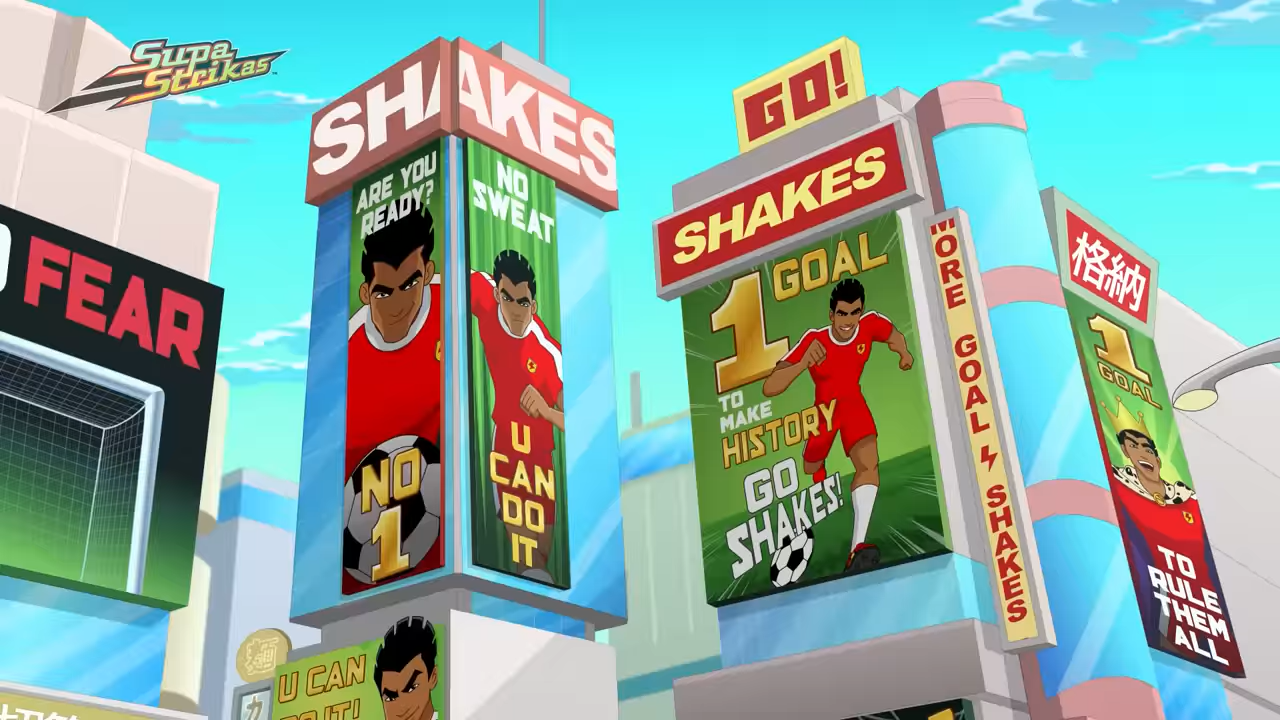 Supa
Strikas
FEAR
SHAKES
ARE YOU
READY?
NO
1
NO
SWEAT
U
CAN
DO
IT
U CAN
DO IT!
GO!
SHAKES
1 GOAL
TO
MAKE
HISTORY
GO
SHAKES!
MORE GOAL SHAKES
格納
1
GOAL
TO
RULE
THEM
ALL
力